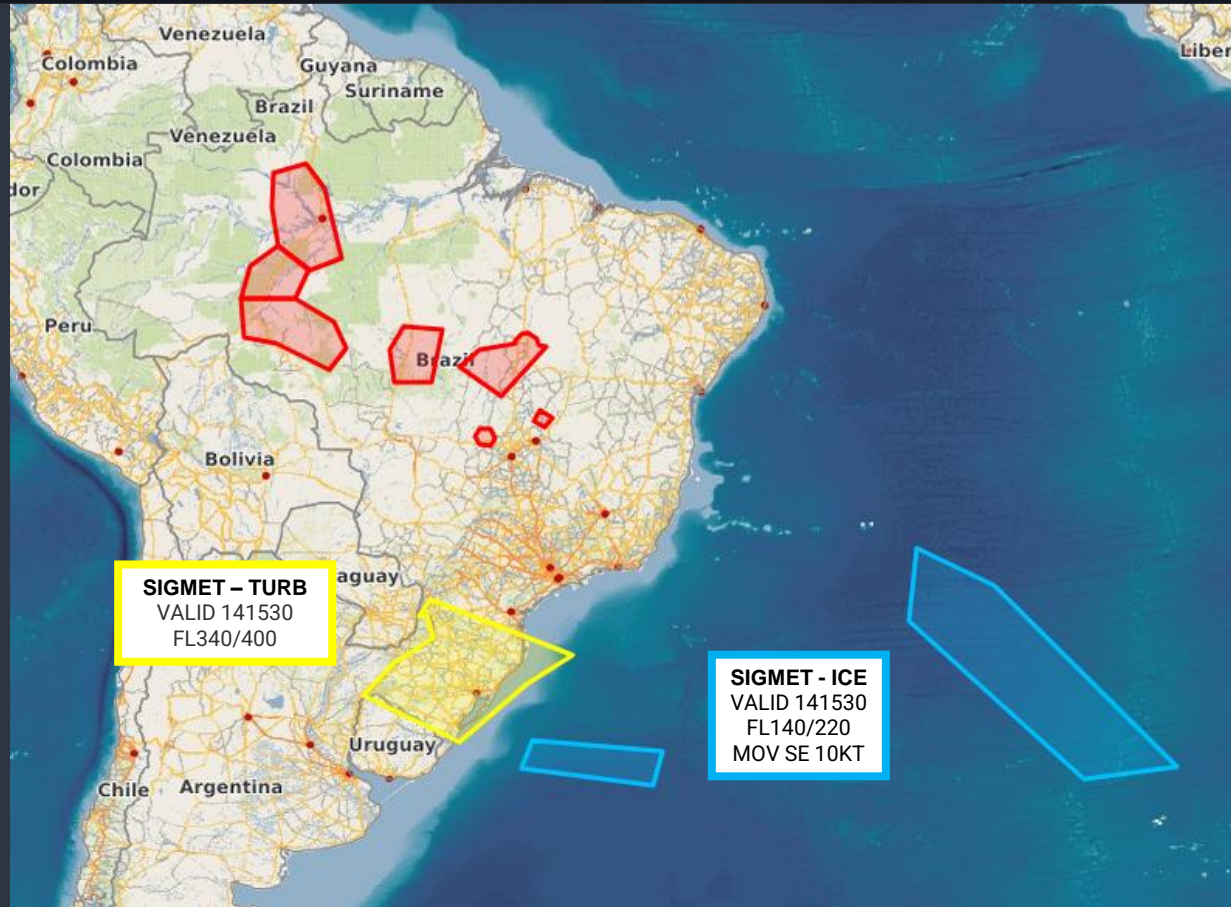 Venezuela
Colombia
Guyana
Suriname
Brazil
Venezuela
Colombia
dor
Liber
Peru
Brazil
Bolivia
aguay
SIGMET – TURB
VALID 141530
FL340/400
SIGMET - ICE
VALID 141530
FL140/220
MOV SE 10KT
Uruguay
Chile
Argentina